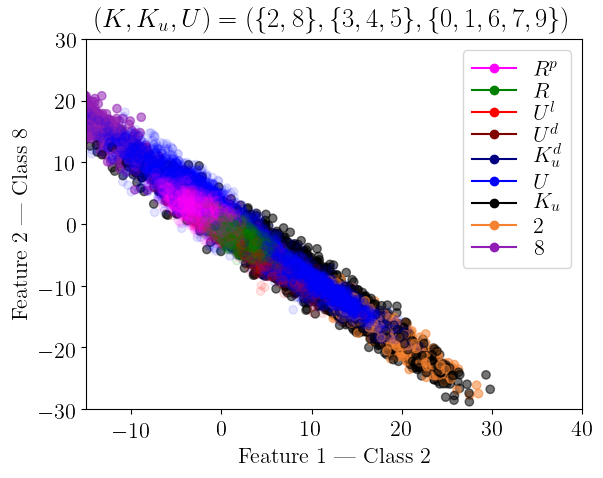 (K, K_u, U) = ({2, 8}, {3, 4, 5}, {0, 1, 6, 7, 9})
30
20
10
0
−10
−20
−30
Feature 2 — Class 8
R^p
R
U^l
U^d
K_u^d
U
K_u
2
8
−10
0
10
20
30
40
Feature 1 — Class 2